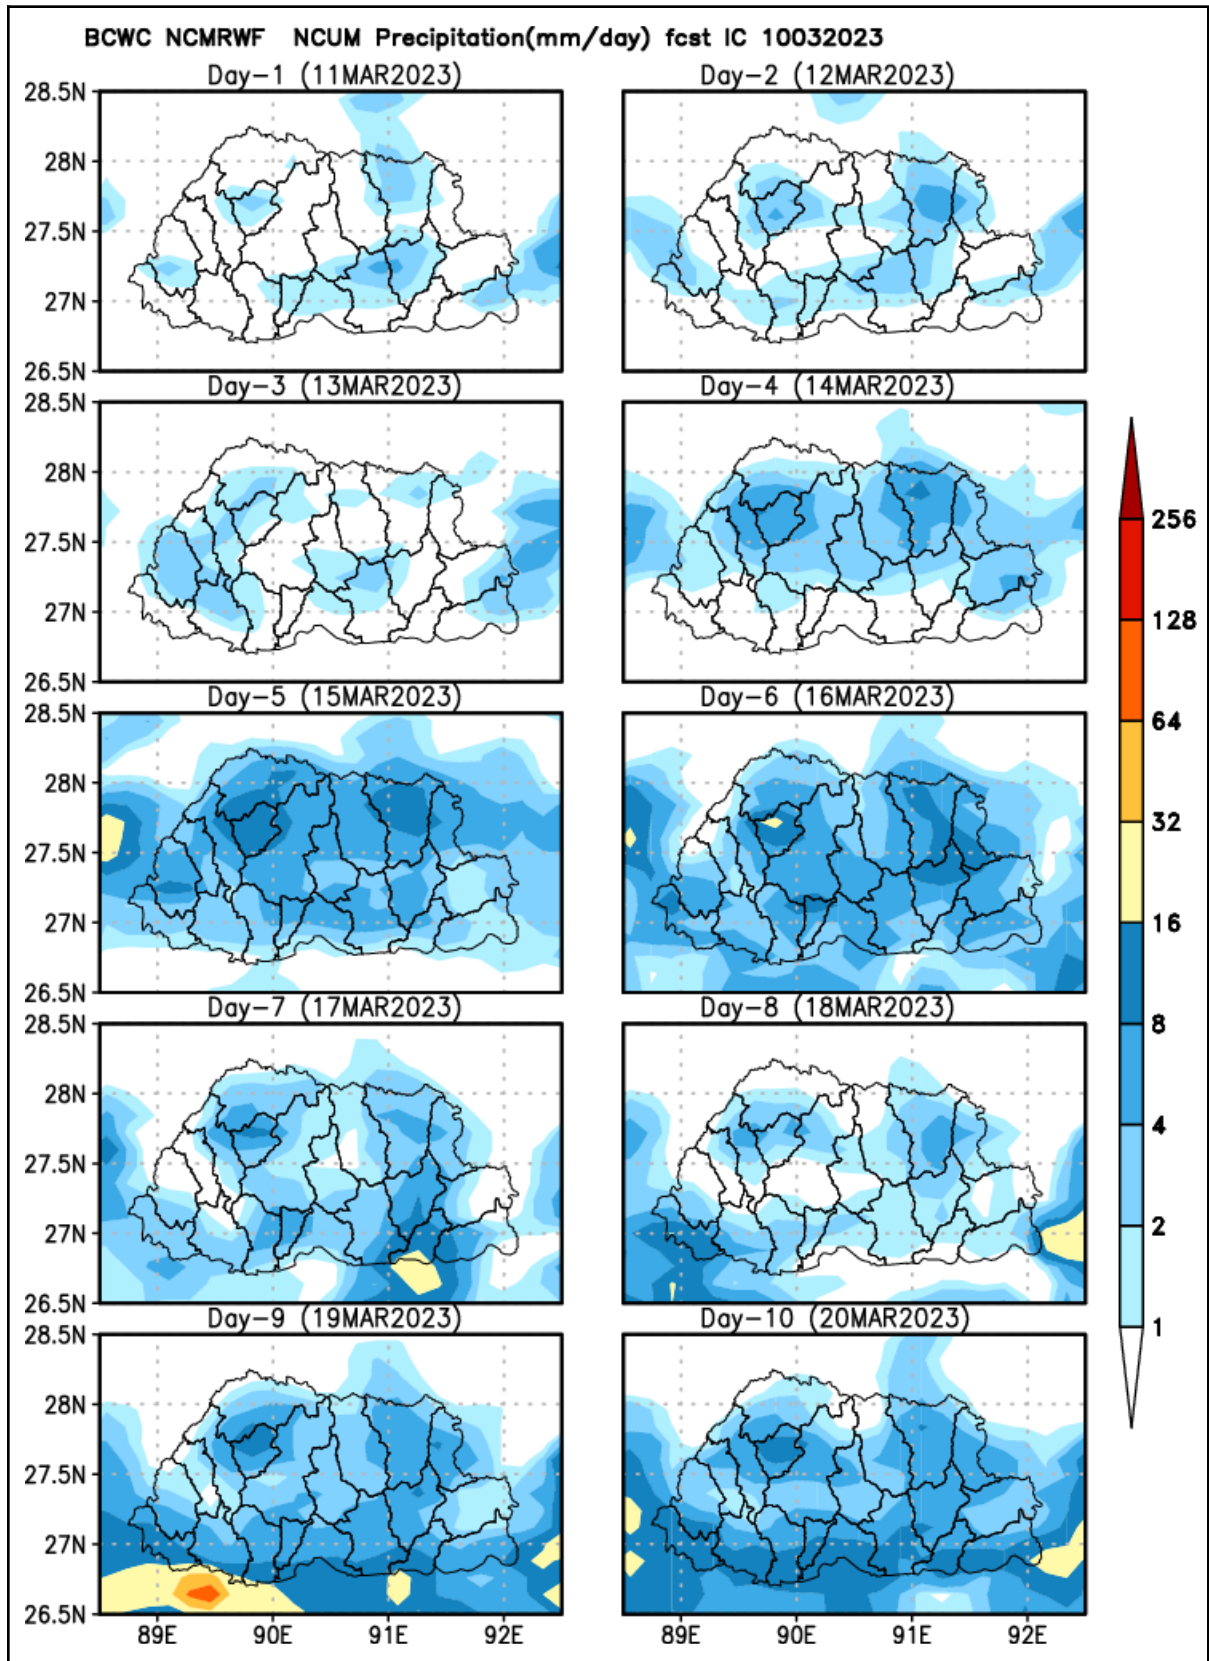 BCWC NCMRWF NCUM Precipitation(mm/day) fcst IC 10032023
Day-1 (11MAR2023) Day-2 (12MAR2023)
28.5N
28N
27.5N
27N
26.5N
Day-3 (13MAR2023) Day-4 (14MAR2023)
28.5N
28N
27.5N
27N
26.5N
Day-5 (15MAR2023) Day-6 (16MAR2023)
28.5N
28N
27.5N
27N
26.5N
Day-7 (17MAR2023) Day-8 (18MAR2023)
28.5N
28N
27.5N
27N
26.5N
Day-9 (19MAR2023) Day-10 (20MAR2023)
28.5N
28N
27.5N
27N
26.5N
89E 90E 91E 92E 89E 90E 91E 92E
256
128
64
32
16
8
4
2
1